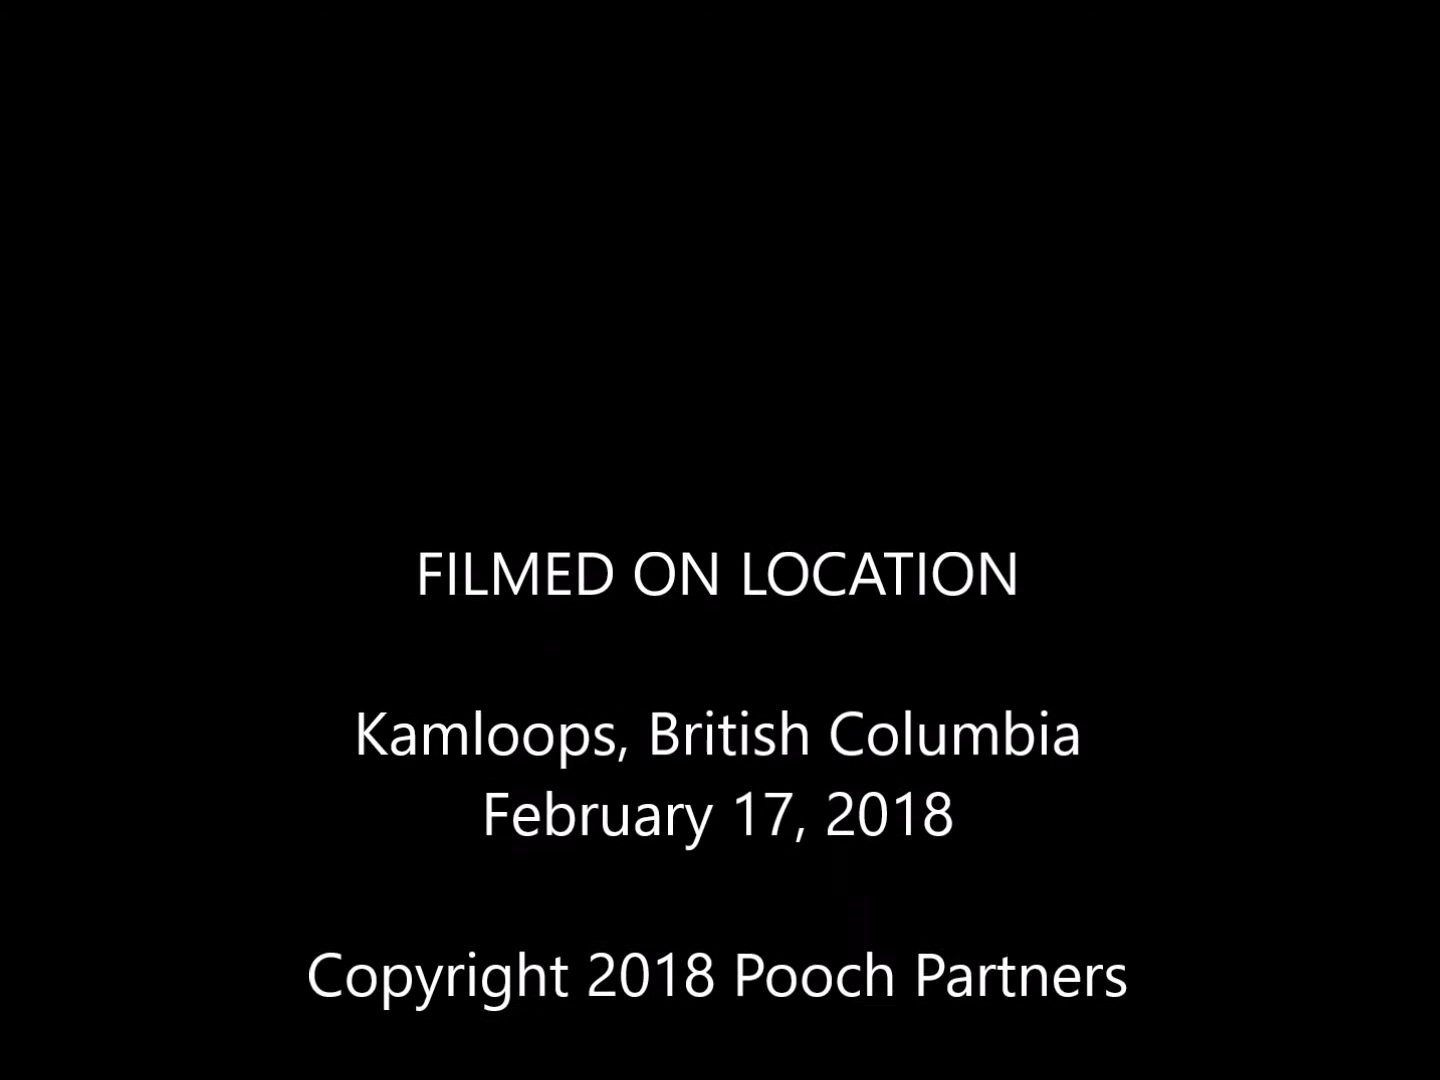 FILMED ON LOCATION
Kamloops, British Columbia
February 17, 2018
Copyright 2018 Pooch Partners